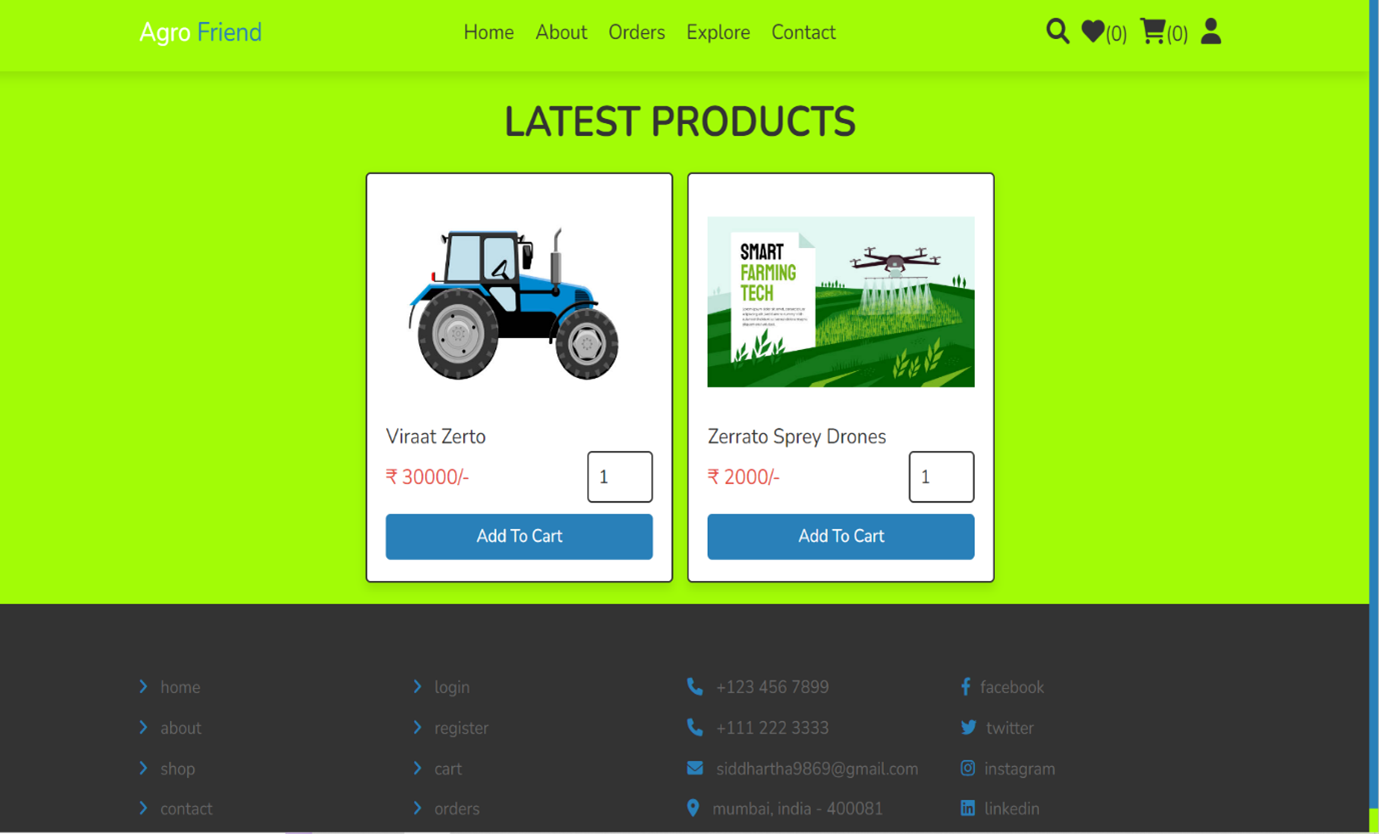 Agro Friend Home About Orders Explore Contact (0) (0)
LATEST PRODUCTS
SMART
FARMING
TECH
Viraat Zerto
₹ 30000/-
1
Add To Cart
Zerrato Sprey Drones
₹ 2000/-
1
Add To Cart
home
about
shop
contact
login
register
cart
orders
+123 456 7899
+111 222 3333
siddhartha9869@gmail.com
mumbai, india - 400081
facebook
twitter
instagram
linkedin